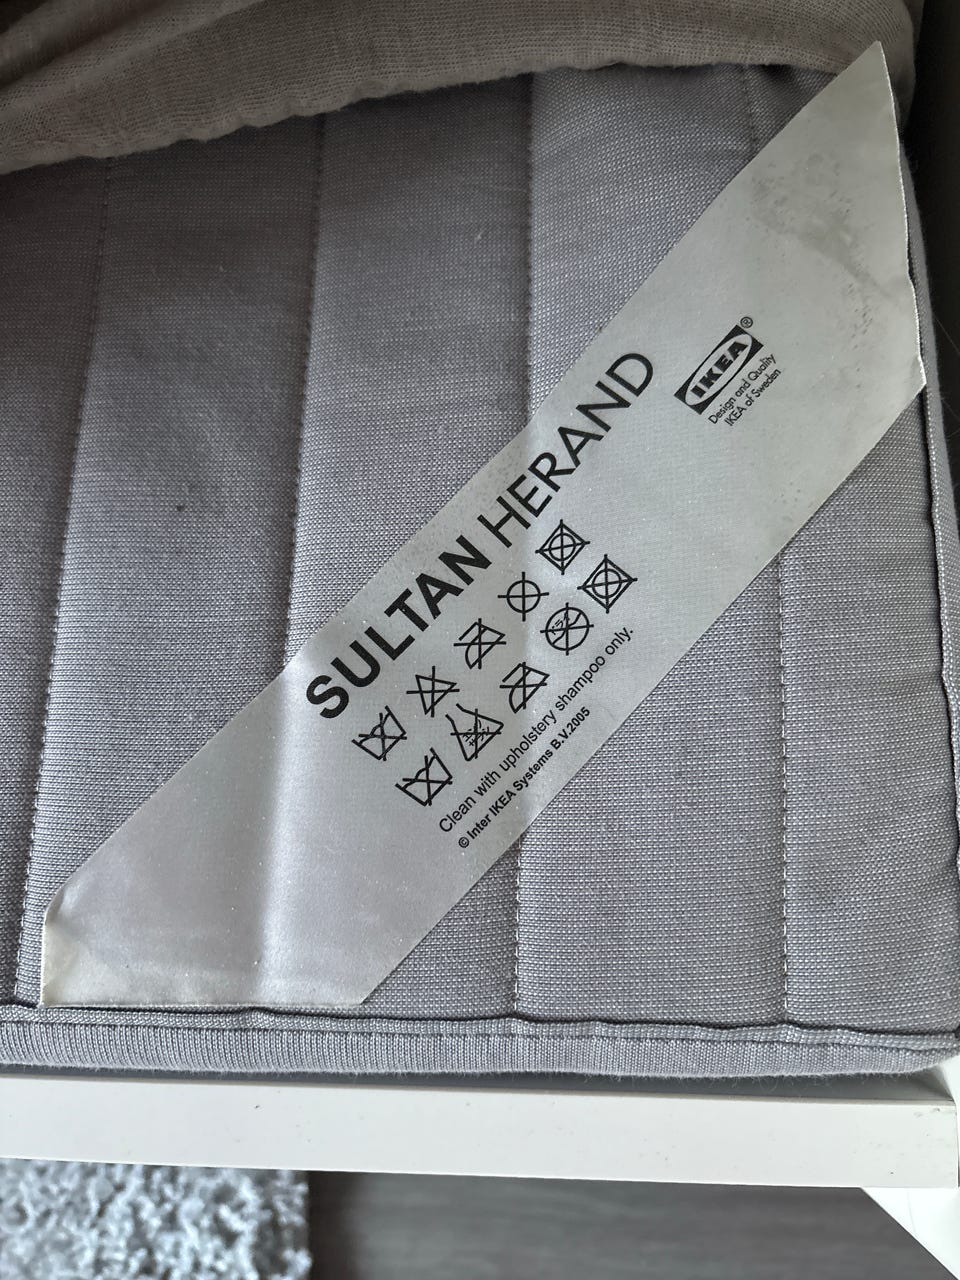 SULTAN HERAND
IKEA®
Design and Quality
IKEA of Sweden
Clean with upholstery shampoo only.
© Inter IKEA Systems B.V.2005